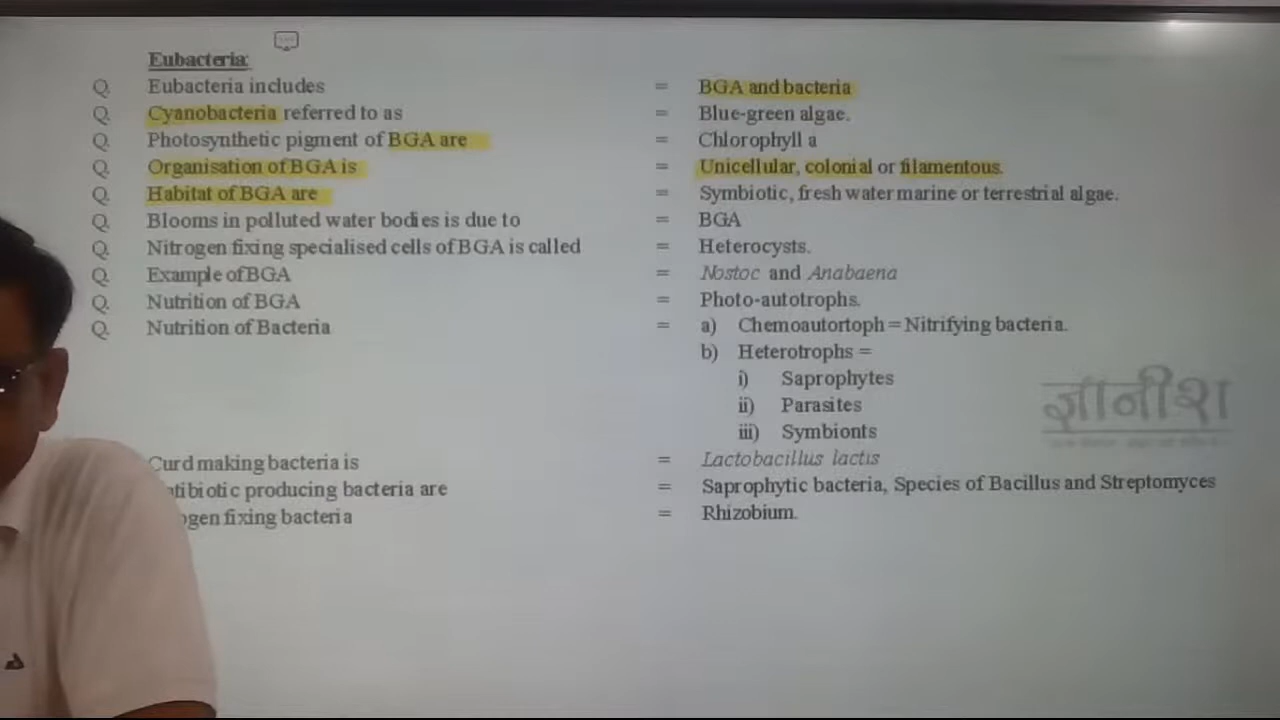 Eubacteria:
Q. Eubacteria includes = BGA and bacteria
Q. Cyanobacteria referred to as = Blue-green algae.
Q. Photosynthetic pigment of BGA are = Chlorophyll a
Q. Organisation of BGA is = Unicellular, colonial or filamentous.
Q. Habitat of BGA are = Symbiotic, fresh water marine or terrestrial algae.
Q. Blooms in polluted water bodies is due to = BGA
Q. Nitrogen fixing specialised cells of BGA is called = Heterocysts.
Q. Example of BGA = Nostoc and Anabaena
Q. Nutrition of BGA = Photo-autotrophs.
Q. Nutrition of Bacteria = a) Chemoautortoph = Nitrifying bacteria.
b) Heterotrophs =
i) Saprophytes
ii) Parasites
iii) Symbionts
ज्ञानीश
Curd making bacteria is = Lactobacillus lactis
tibiotic producing bacteria are = Saprophytic bacteria, Species of Bacillus and Streptomyces
ogen fixing bacteria = Rhizobium.